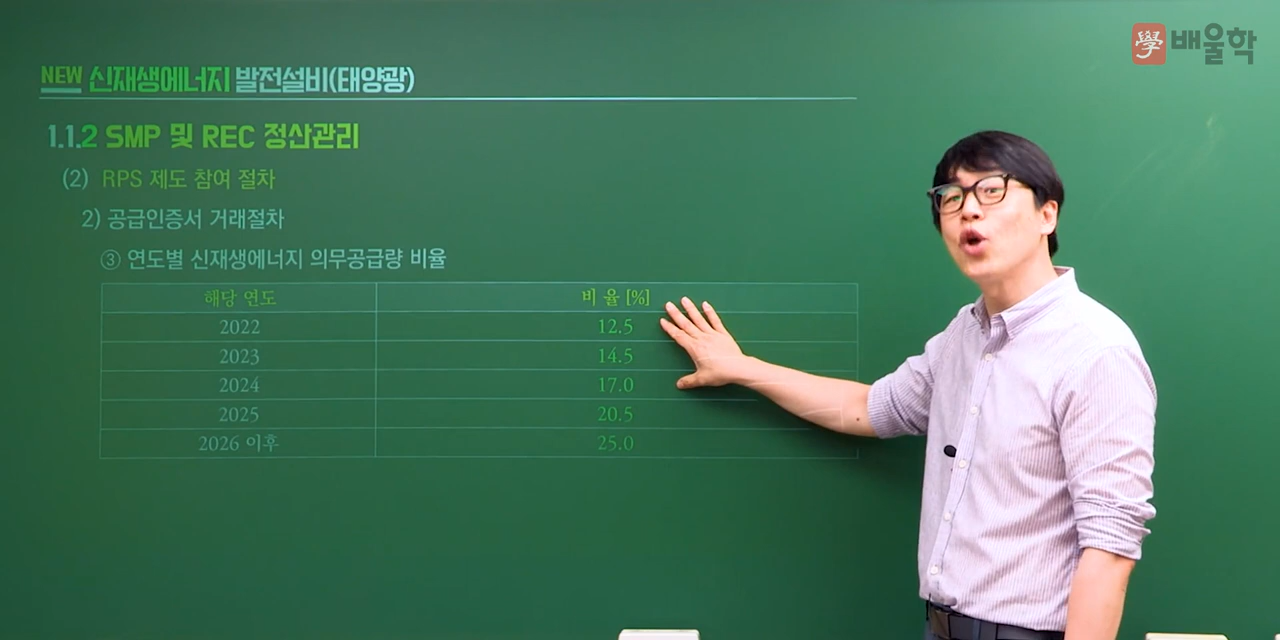 學 배울학
NEW 신재생에너지 발전설비(태양광)
1.1.2 SMP 및 REC 정산관리
(2) RPS 제도 참여 절차
2) 공급인증서 거래절차
③ 연도별 신재생에너지 의무공급량 비율
해당 연도 비 율 [%]
2022 12.5
2023 14.5
2024 17.0
2025 20.5
2026 이후 25.0